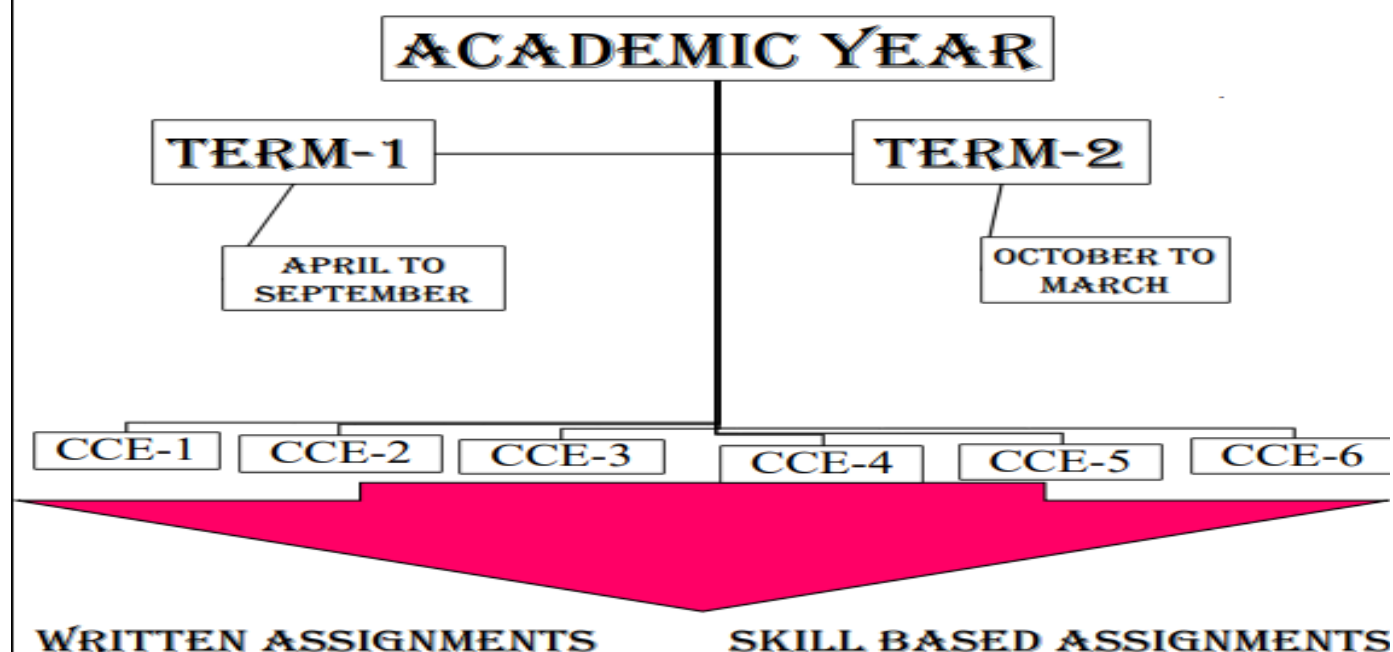 ACADEMIC YEAR
TERM-1
TERM-2
APRIL TO
SEPTEMBER
OCTOBER TO
MARCH
CCE-1
CCE-2
CCE-3
CCE-4
CCE-5
CCE-6
WRITTEN ASSIGNMENTS
SKILL BASED ASSIGNMENTS